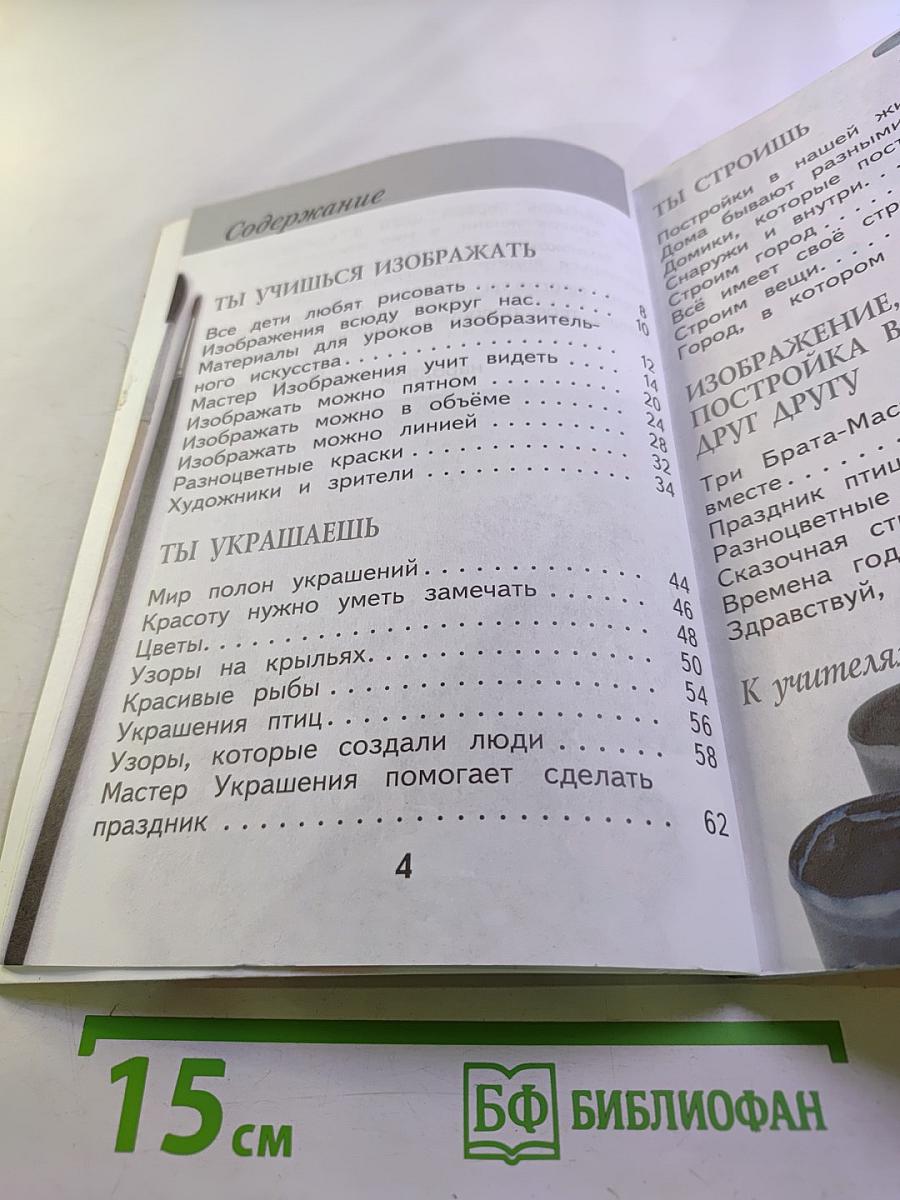 Содержание
ТЫ УЧИШЬСЯ ИЗОБРАЖАТЬ
Все дети любят рисовать . . . . . . . . . . 8
Изображения всюду вокруг нас. . . . . 10
Материалы для уроков изобразитель-
ного искусства. . . . . . . . . . . . . . . . . . 12
Мастер Изображения учит видеть . . . . 14
Изображать можно пятном . . . . . . . . 20
Изображать можно в объёме . . . . . . . 24
Изображать можно линией . . . . . . . . . 28
Разноцветные краски . . . . . . . . . . . . . 32
Художники и зрители . . . . . . . . . . . . . 34
ТЫ УКРАШАЕШЬ
Мир полон украшений. . . . . . . . . . . . . 44
Красоту нужно уметь замечать . . . . . . 46
Цветы. . . . . . . . . . . . . . . . . . . . . . . . 48
Узоры на крыльях. . . . . . . . . . . . . . . . 50
Красивые рыбы . . . . . . . . . . . . . . . . . 54
Украшения птиц. . . . . . . . . . . . . . . . . 56
Узоры, которые создали люди . . . . . . 58
Мастер Украшения помогает сделать
праздник . . . . . . . . . . . . . . . . . . . . . . 62
4
ТЫ СТРОИШЬ
Постройки в нашей
Дома бывают разными
Домики, которые
Снаружи и внутри. . .
Строим город . . . . .
Всё имеет своё
Строим вещи. . . . .
Город, в котором
ИЗОБРАЖЕНИЕ,
ПОСТРОЙКА
ДРУГ ДРУГУ
Три
вместе. . . . . . . .
Праздник
Разноцветные
Сказочная
Времена
Здравствуй,
К
15 см
БФ БИБЛИОФАН